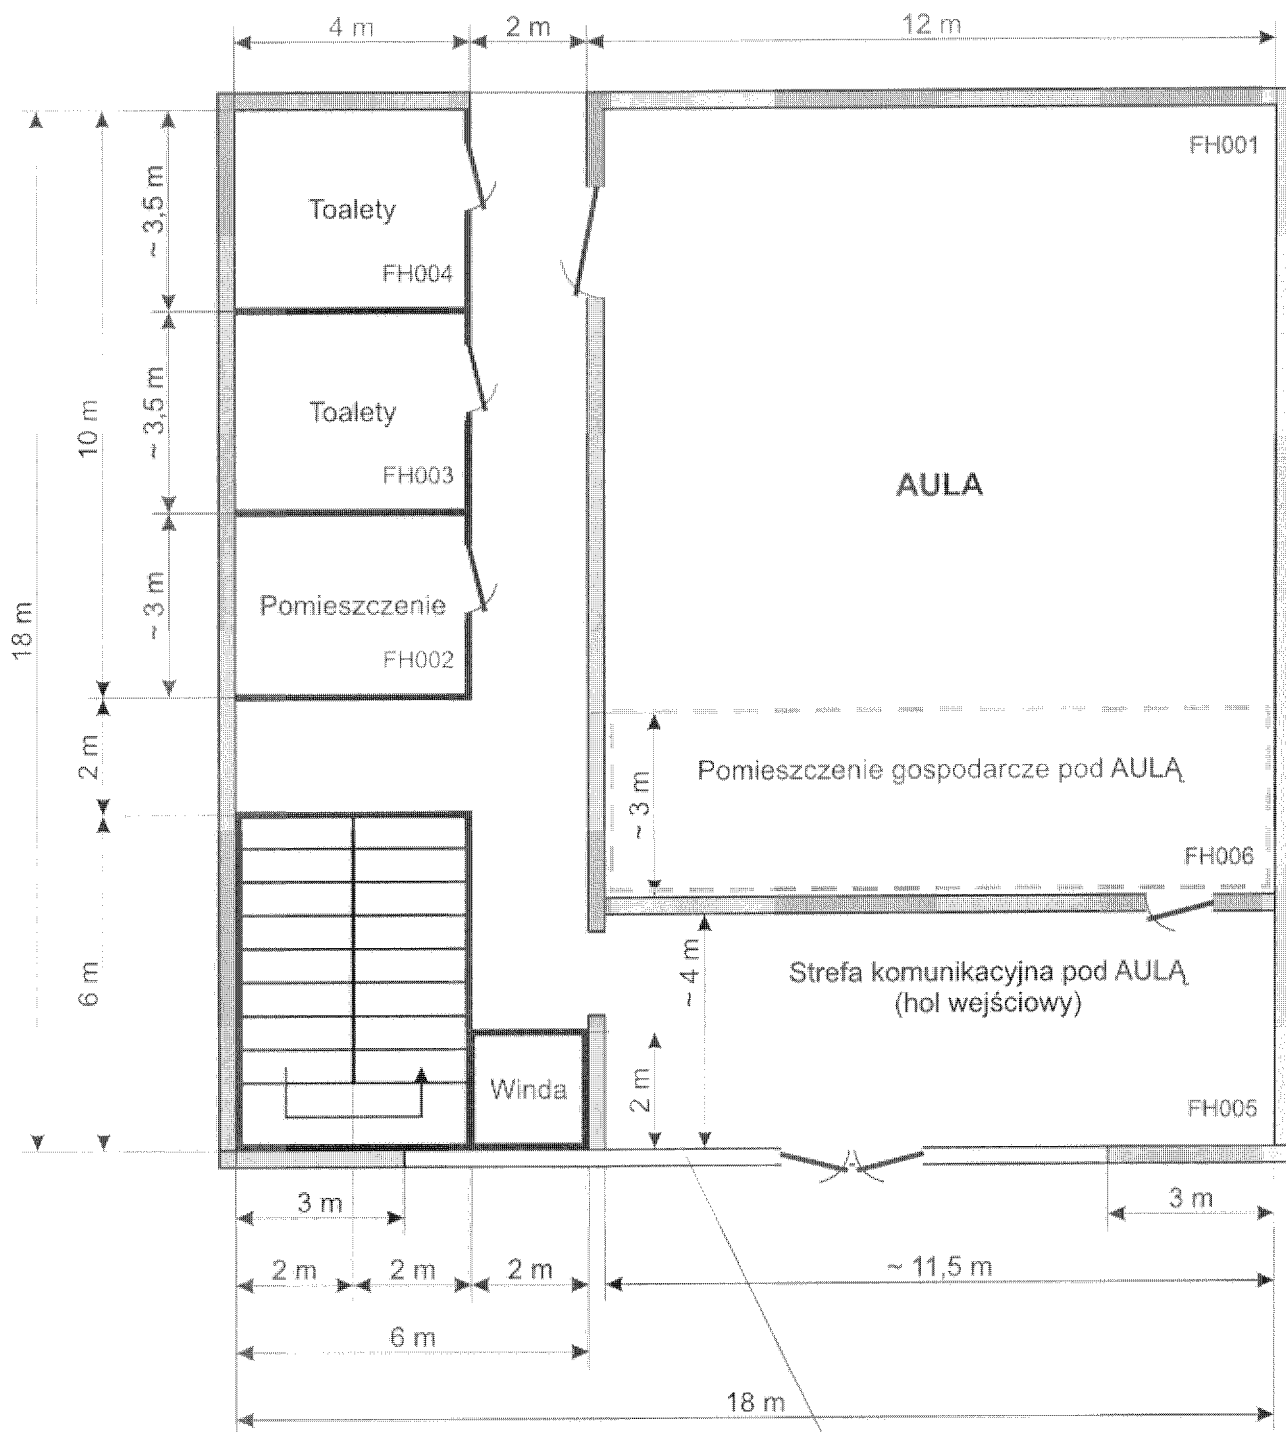 4 m
2 m
12 m
FH001
Toalety
FH004
~ 3,5 m
Toalety
FH003
~ 3,5 m
10 m
AULA
Pomieszczenie
FH002
~ 3 m
18 m
2 m
Pomieszczenie gospodarcze pod AULĄ
~ 3 m
FH006
6 m
~ 4 m
Strefa komunikacyjna pod AULĄ
(hol wejściowy)
Winda
2 m
FH005
3 m
3 m
2 m
2 m
2 m
~ 11,5 m
6 m
18 m